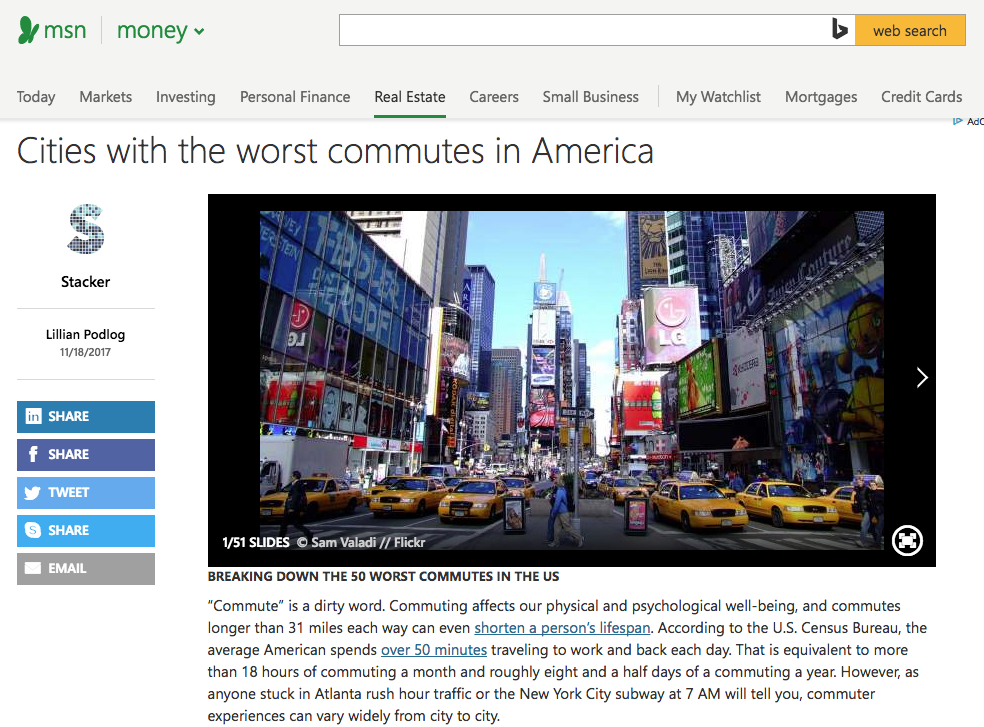 msn
money
web search
Today Markets Investing Personal Finance Real Estate Careers Small Business My Watchlist Mortgages Credit Cards
AdC
Cities with the worst commutes in America
Stacker
Lillian Podlog
11/18/2017
in SHARE
f SHARE
TWEET
S SHARE
EMAIL
THE LION KING
LG
LG
KYOCERA
1/51 SLIDES © Sam Valadi // Flickr
BREAKING DOWN THE 50 WORST COMMUTES IN THE US
“Commute” is a dirty word. Commuting affects our physical and psychological well-being, and commutes
longer than 31 miles each way can even shorten a person’s lifespan. According to the U.S. Census Bureau, the
average American spends over 50 minutes traveling to work and back each day. That is equivalent to more
than 18 hours of commuting a month and roughly eight and a half days of a commuting a year. However, as
anyone stuck in Atlanta rush hour traffic or the New York City subway at 7 AM will tell you, commuter
experiences can vary widely from city to city.